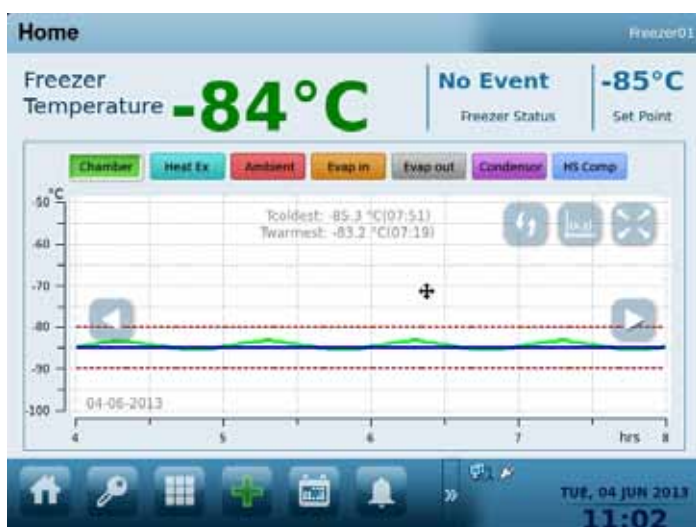 Home
Freezer01
Freezer
Temperature
-84°C
No Event
Freezer Status
-85°C
Set Point
Chamber Heat Ex Ambient Evap in Evap out Condensor HS Comp
°C
Tcoldest: -85.3 °C(07:51)
Twarmest: -83.2 °C(07:19)
-50
-60
-70
-80
-90
-100
04-06-2013
4 5 6 7 hrs 8
TUE, 04 JUN 2013
11:02